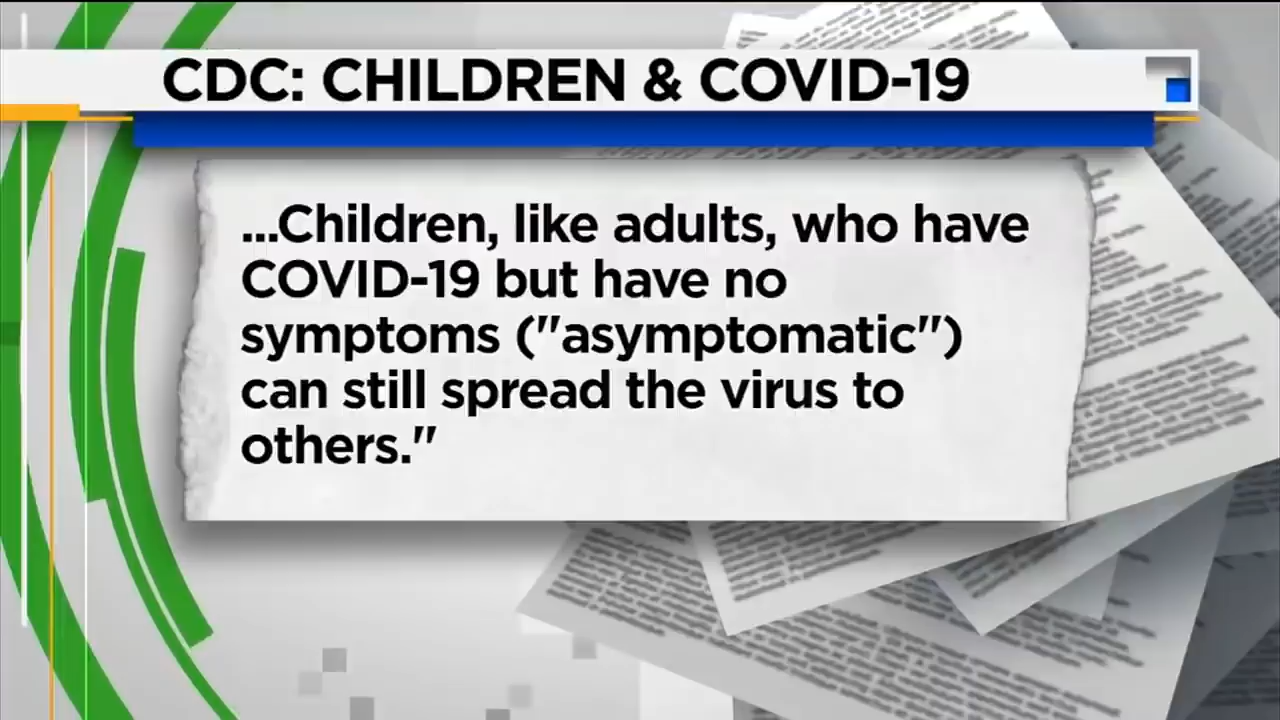 CDC: CHILDREN & COVID-19
...Children, like adults, who have
COVID-19 but have no
symptoms ("asymptomatic")
can still spread the virus to
others."